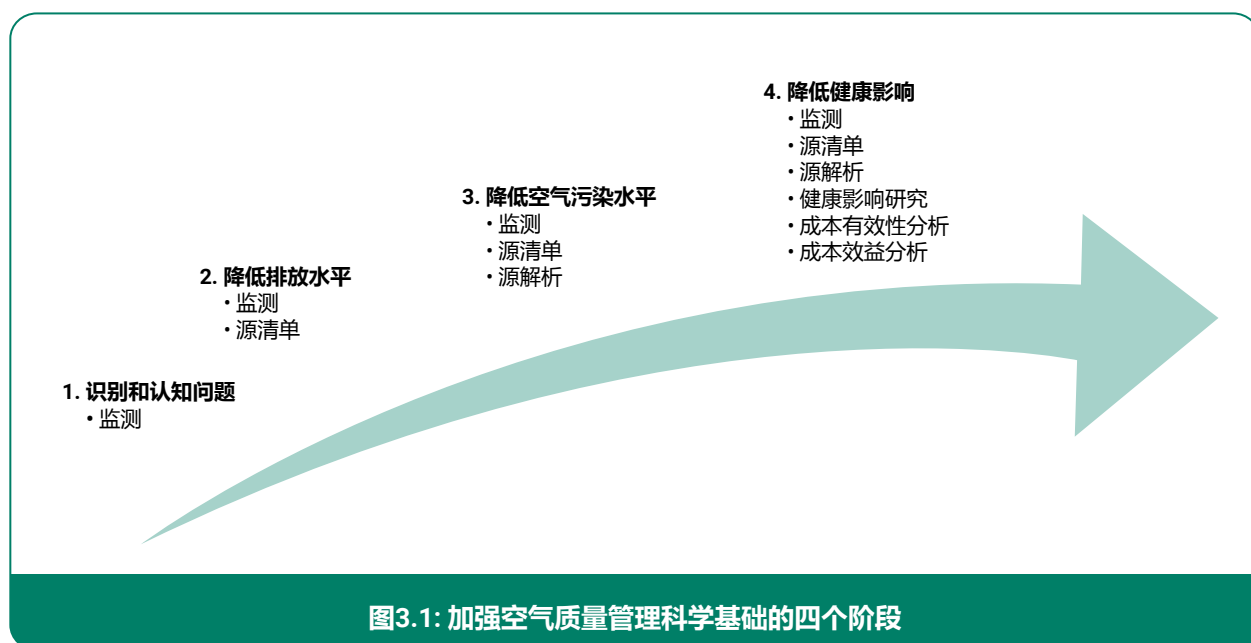 1. 识别和认知问题
• 监测
2. 降低排放水平
• 监测
• 源清单
3. 降低空气污染水平
• 监测
• 源清单
• 源解析
4. 降低健康影响
• 监测
• 源清单
• 源解析
• 健康影响研究
• 成本有效性分析
• 成本效益分析
图3.1: 加强空气质量管理科学基础的四个阶段